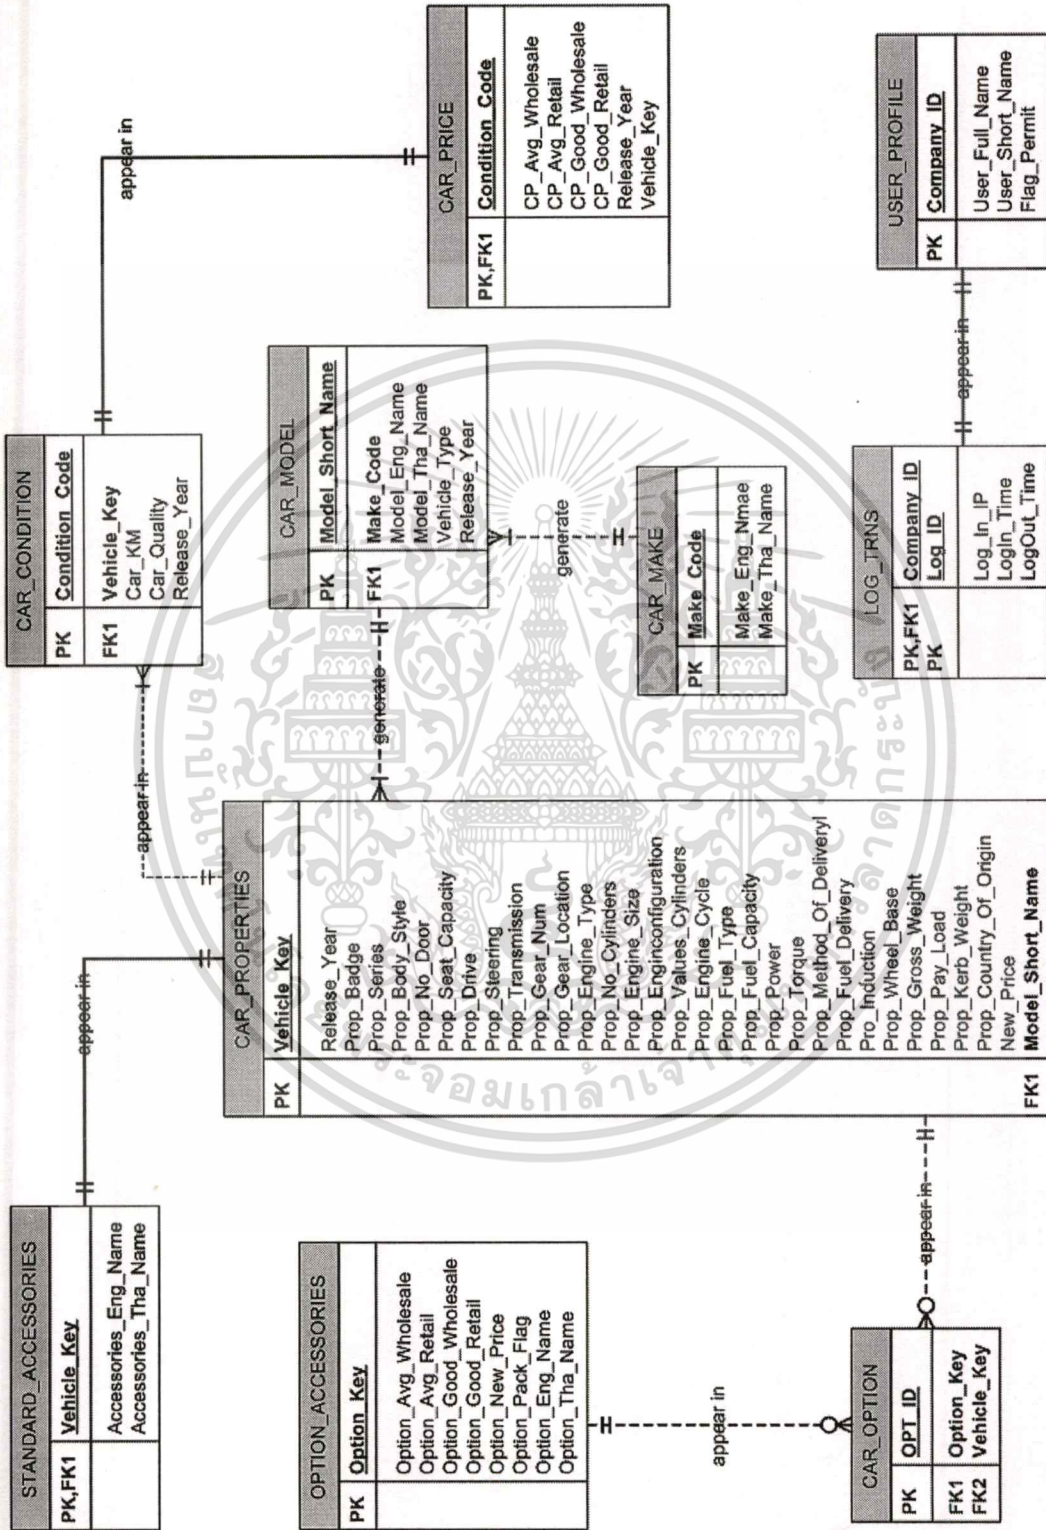 STANDARD_ACCESSORIES
PK,FK1 Vehicle_Key
Accessories_Eng_Name
Accessories_Tha_Name
appear in
CAR_PROPERTIES
PK Vehicle_Key
Release_Year
Prop_Badge
Prop_Series
Prop_Body_Style
Prop_No_Door
Prop_Seat_Capacity
Prop_Drive
Prop_Steering
Prop_Transmission
Prop_Gear_Num
Prop_Gear_Location
Prop_Engine_Type
Prop_No_Cylinders
Prop_Engine_Size
Prop_Enginconfiguration
Prop_Values_Cylinders
Prop_Engine_Cycle
Prop_Fuel_Type
Prop_Fuel_Capacity
Prop_Power
Prop_Torque
Prop_Method_Of_Deliveryl
Prop_Fuel_Delivery
Pro_Induction
Prop_Wheel_Base
Prop_Gross_Weight
Prop_Pay_Load
Prop_Kerb_Weight
Prop_Country_Of_Origin
New_Price
FK1 Model_Short_Name
appear in
CAR_CONDITION
PK Condition_Code
FK1 Vehicle_Key
Car_KM
Car_Quality
Release_Year
appear in
CAR_PRICE
PK,FK1 Condition_Code
CP_Avg_Wholesale
CP_Avg_Retail
CP_Good_Wholesale
CP_Good_Retail
Release_Year
Vehicle_Key
generate
CAR_MODEL
PK Model_Short_Name
FK1 Make_Code
Model_Eng_Name
Model_Tha_Name
Vehicle_Type
Release_Year
generate
CAR_MAKE
PK Make_Code
Make_Eng_Nmae
Make_Tha_Name
OPTION_ACCESSORIES
PK Option_Key
Option_Avg_Wholesale
Option_Avg_Retail
Option_Good_Wholesale
Option_Good_Retail
Option_New_Price
Option_Pack_Flag
Option_Eng_Name
Option_Tha_Name
appear in
CAR_OPTION
PK OPT_ID
FK1 Option_Key
FK2 Vehicle_Key
appear in
LOG_TRNS
PK,FK1 Company_ID
PK Log_ID
Log_In_IP
LogIn_Time
LogOut_Time
appear in
USER_PROFILE
PK Company_ID
User_Full_Name
User_Short_Name
Flag_Permit